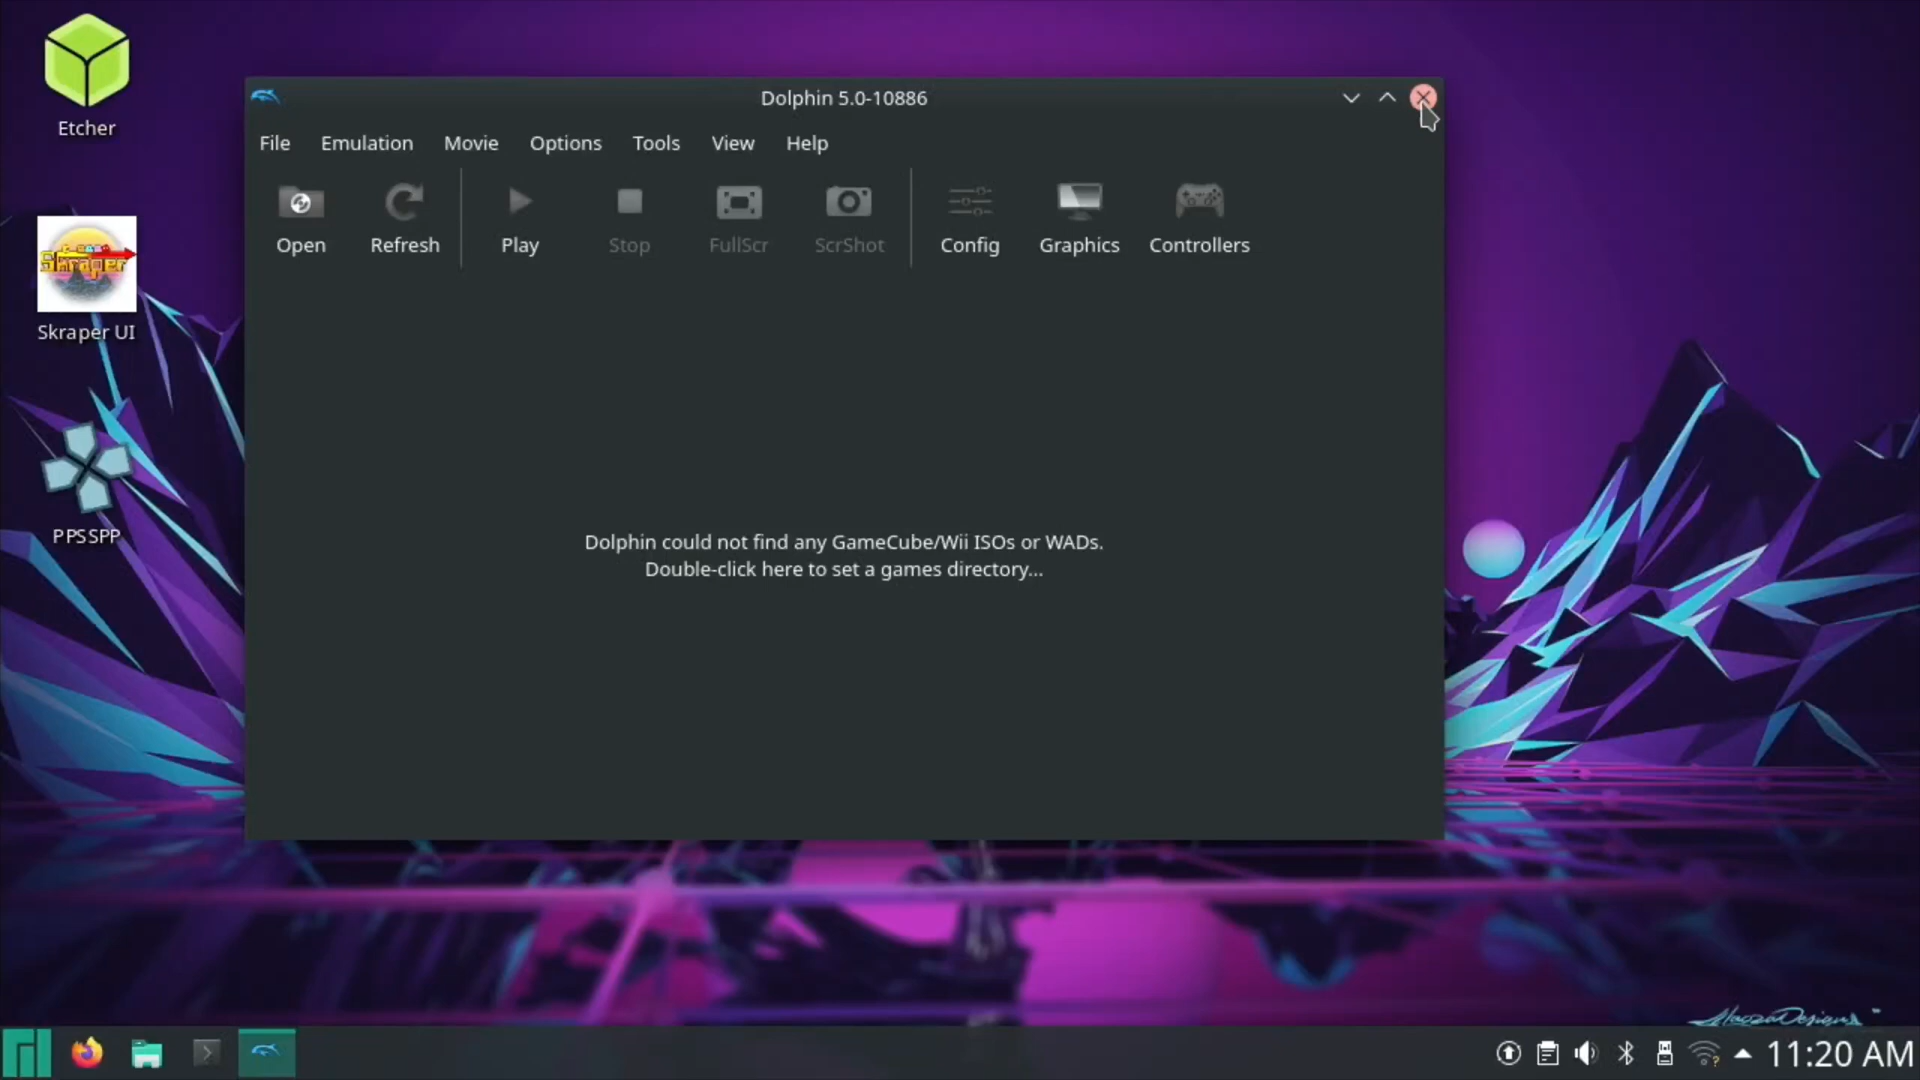 Etcher
Skraper
Skraper UI
PPSSPP
Dolphin 5.0-10886
File Emulation Movie Options Tools View Help
Open Refresh Play Stop FullScr ScrShot Config Graphics Controllers
Dolphin could not find any GameCube/Wii ISOs or WADs.
Double-click here to set a games directory...
11:20 AM